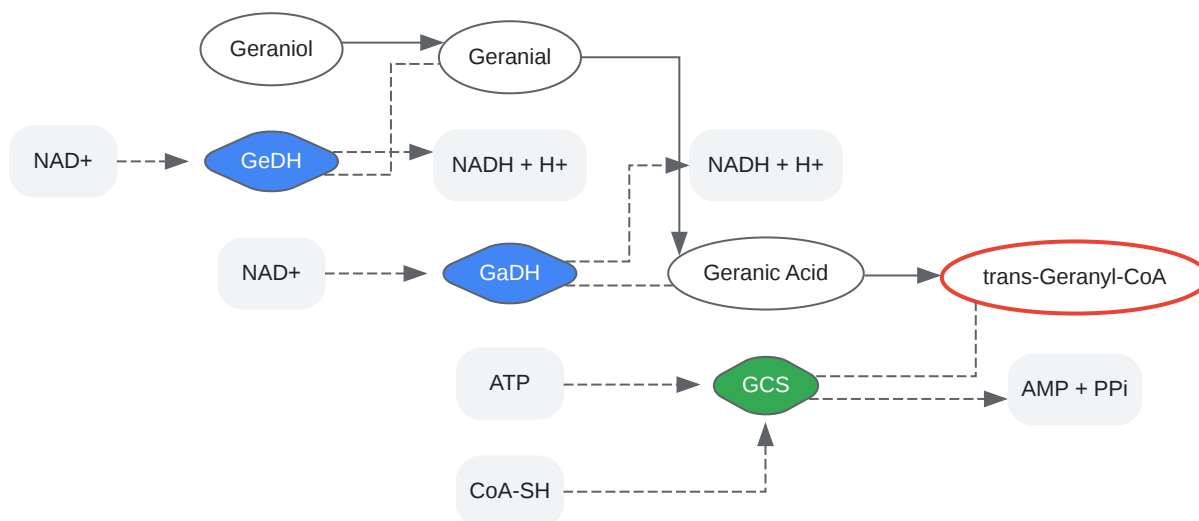 Geraniol
Geranial
NAD+
GeDH
NADH + H+
NADH + H+
NAD+
GaDH
Geranic Acid
trans-Geranyl-CoA
ATP
GCS
AMP + PPi
CoA-SH